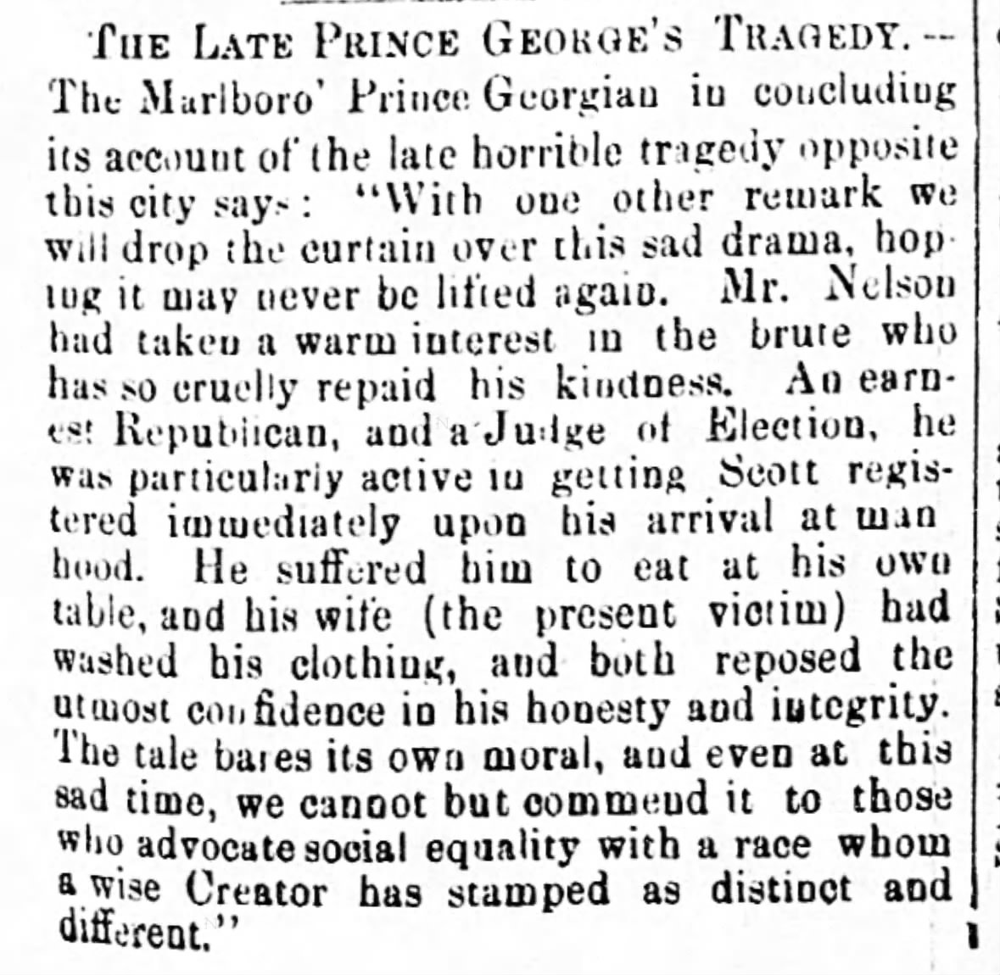 THE LATE PRINCE GEORGE'S TRAGEDY. --
The Marlboro' Prince Georgian in concluding
its account of the late horrible tragedy opposite
this city says: "With one other remark we
will drop the curtain over this sad drama, hop-
ing it may never be lifted again. Mr. Nelson
had taken a warm interest in the brute who
has so cruelly repaid his kindness. An earn-
est Republican, and a Judge of Election, he
was particularly active in getting Scott regis-
tered immediately upon his arrival at man
hood. He suffered him to eat at his own
table, and his wife (the present victim) had
washed his clothing, and both reposed the
utmost confidence in his honesty and integrity.
The tale bares its own moral, and even at this
sad time, we cannot but commend it to those
who advocate social equality with a race whom
a wise Creator has stamped as distinct and
different."